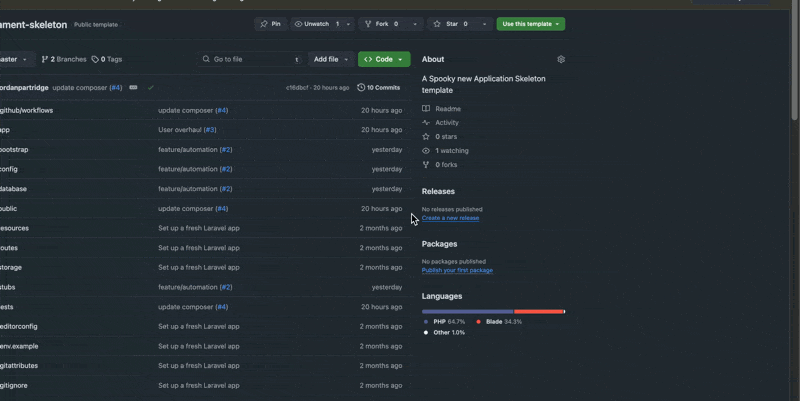 ament-skeleton Public template Pin Unwatch 1 Fork 0 Star 0 Use this template
master 2 Branches 0 Tags Go to file t Add file Code
ordanpartridge update composer (#4) 20 hours ago 10 Commits
github/workflows update composer (#4) 20 hours ago
app User overhaul (#3) 20 hours ago
bootstrap feature/automation (#2) yesterday
config feature/automation (#2) yesterday
database feature/automation (#2) yesterday
public update composer (#4) 20 hours ago
resources Set up a fresh Laravel app 2 months ago
routes Set up a fresh Laravel app 2 months ago
storage Set up a fresh Laravel app 2 months ago
stubs feature/automation (#2) yesterday
ests update composer (#4) 20 hours ago
editorconfig Set up a fresh Laravel app 2 months ago
env.example Set up a fresh Laravel app 2 months ago
gitattributes Set up a fresh Laravel app 2 months ago
gitignore Set up a fresh Laravel app 2 months ago
About
A Spooky new Application Skeleton
template
Readme
Activity
0 stars
1 watching
0 forks
Releases
No releases published
Create a new release
Packages
No packages published
Publish your first package
Languages
PHP 64.7% Blade 34.3%
Other 1.0%